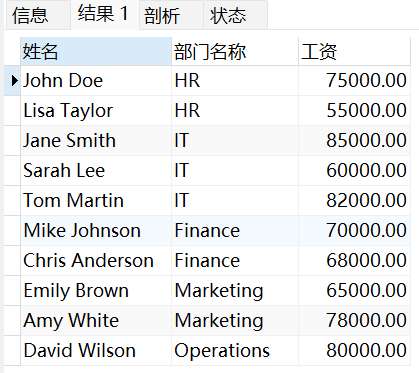 信息 结果 1 剖析 状态
姓名 部门名称 工资
John Doe HR 75000.00
Lisa Taylor HR 55000.00
Jane Smith IT 85000.00
Sarah Lee IT 60000.00
Tom Martin IT 82000.00
Mike Johnson Finance 70000.00
Chris Anderson Finance 68000.00
Emily Brown Marketing 65000.00
Amy White Marketing 78000.00
David Wilson Operations 80000.00